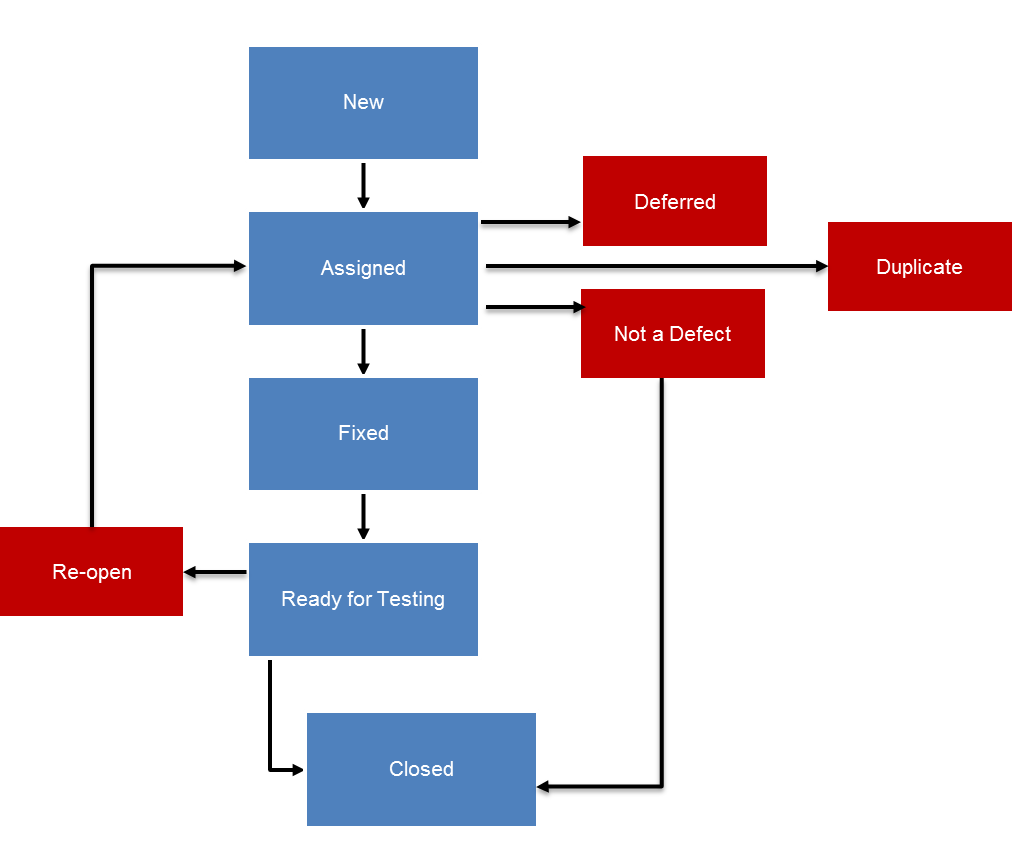 New
Deferred
Assigned
Duplicate
Not a Defect
Fixed
Re-open
Ready for Testing
Closed